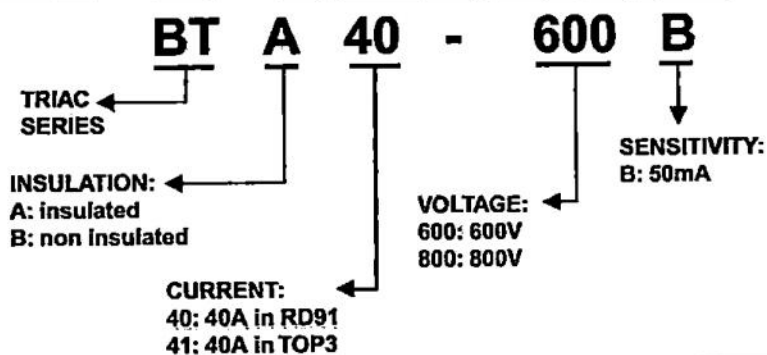 BT A 40 - 600 B
TRIAC
SERIES
INSULATION:
A: insulated
B: non insulated
CURRENT:
40: 40A in RD91
41: 40A in TOP3
VOLTAGE:
600: 600V
800: 800V
SENSITIVITY:
B: 50mA